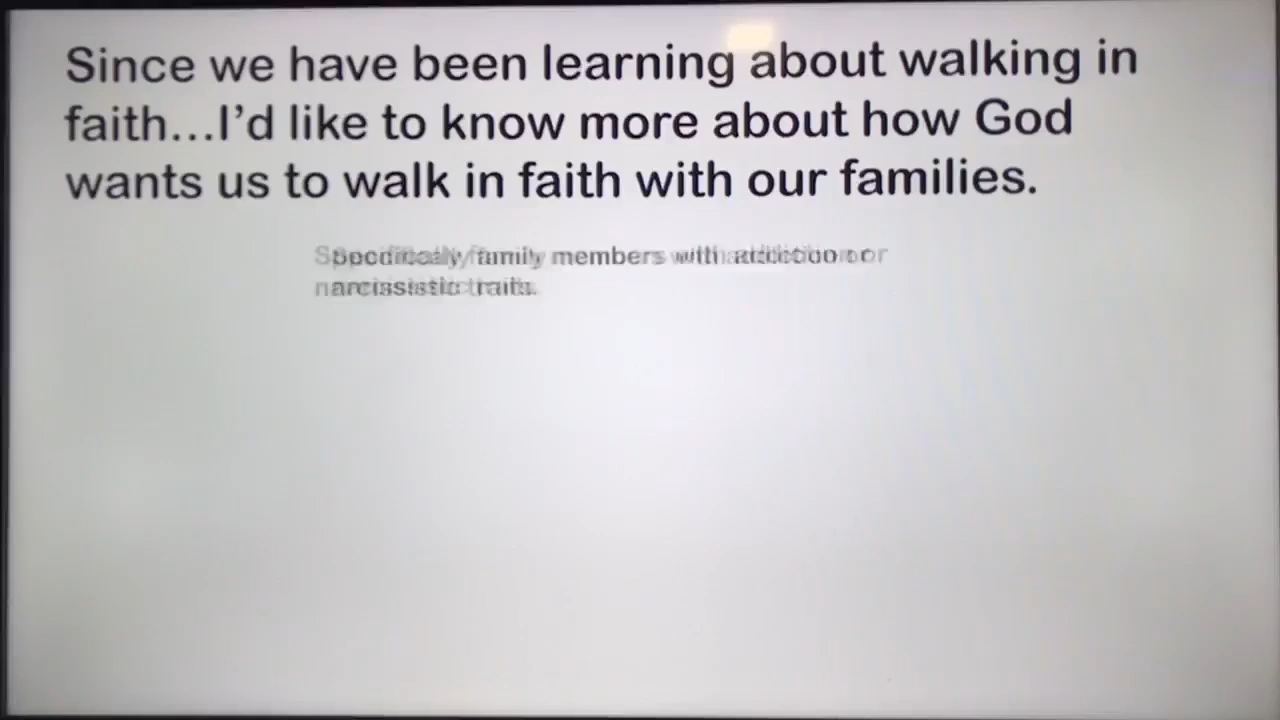 Since we have been learning about walking in
faith...I'd like to know more about how God
wants us to walk in faith with our families.
Specifically family members with addiction or
narcissistic traits.